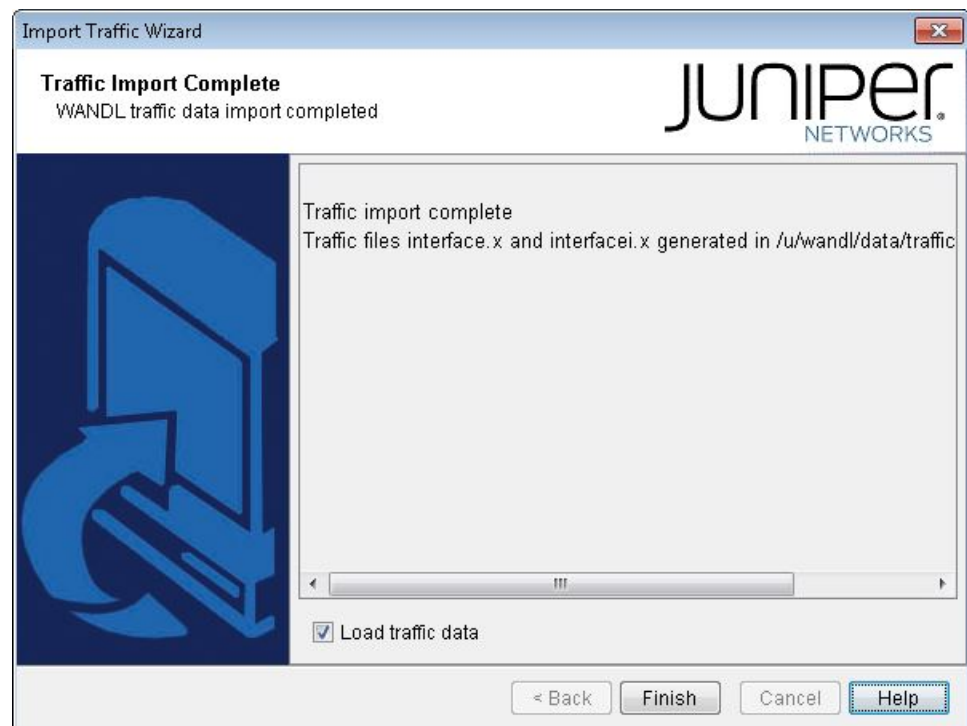 Import Traffic Wizard
Traffic Import Complete
WANDL traffic data import completed
JUNIPER
NETWORKS
Traffic import complete
Traffic files interface.x and interfacei.x generated in /u/wandl/data/traffic
Load traffic data
< Back Finish Cancel Help